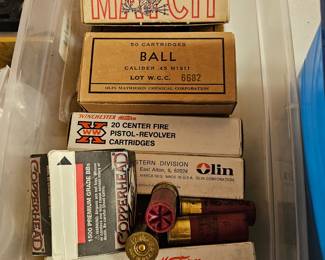 MATCH
50 CARTRIDGES
BALL
CALIBER .45 M1911
LOT W.C.C. 6682
OLIN MATHIESON CHEMICAL CORPORATION
WINCHESTER Western
X
WW
20 CENTER FIRE
PISTOL-REVOLVER
CARTRIDGES
COPPERHEAD
1500 PREMIUM GRADE BBs
COPPERHEAD
STERN DIVISION
East Alton, IL 62024
Olin